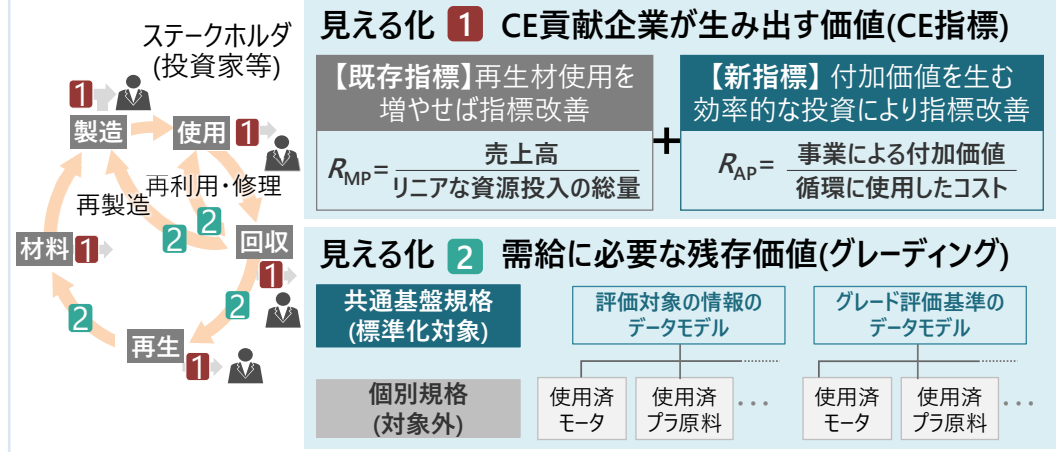 ステークホルダ
(投資家等)
1
製造
使用
1
再利用・修理
再製造
2
2
材料
1
回収
1
2
2
再生
1
見える化 1 CE貢献企業が生み出す価値(CE指標)
【既存指標】再生材使用を
増やせば指標改善
RMP=
売上高
リニアな資源投入の総量
+
【新指標】付加価値を生む
効率的な投資により指標改善
RAP=
事業による付加価値
循環に使用したコスト
見える化 2 需給に必要な残存価値(グレーディング)
共通基盤規格
(標準化対象)
評価対象の情報の
データモデル
グレード評価基準の
データモデル
個別規格
(対象外)
使用済
モータ
使用済
プラ原料
・・・
使用済
モータ
使用済
プラ原料
・・・